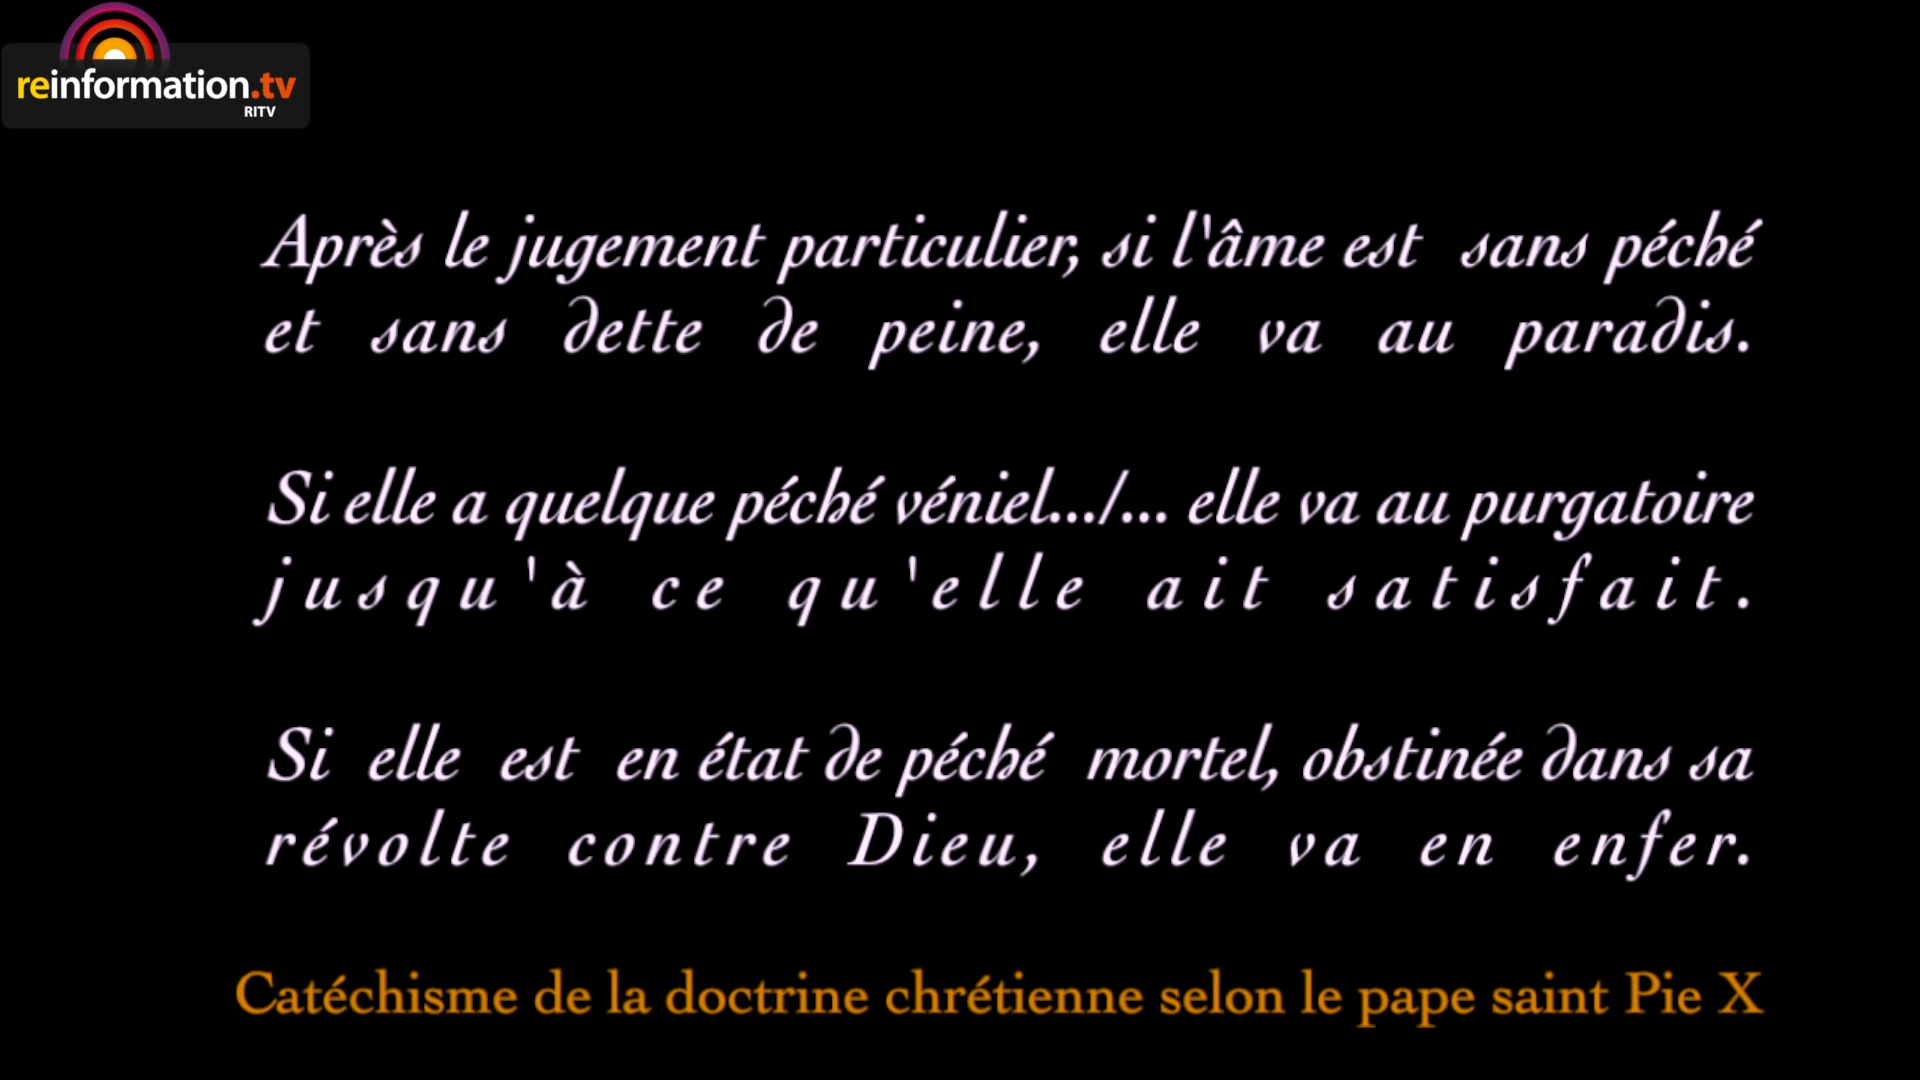 reinformation.tv
RITV
Après le jugement particulier, si l'âme est sans péché
et sans dette de peine, elle va au paradis.
Si elle a quelque péché véniel.../... elle va au purgatoire
jusqu'à ce qu'elle ait satisfait.
Si elle est en état de péché mortel, obstinée dans sa
révolte contre Dieu, elle va en enfer.
Catéchisme de la doctrine chrétienne selon le pape saint Pie X